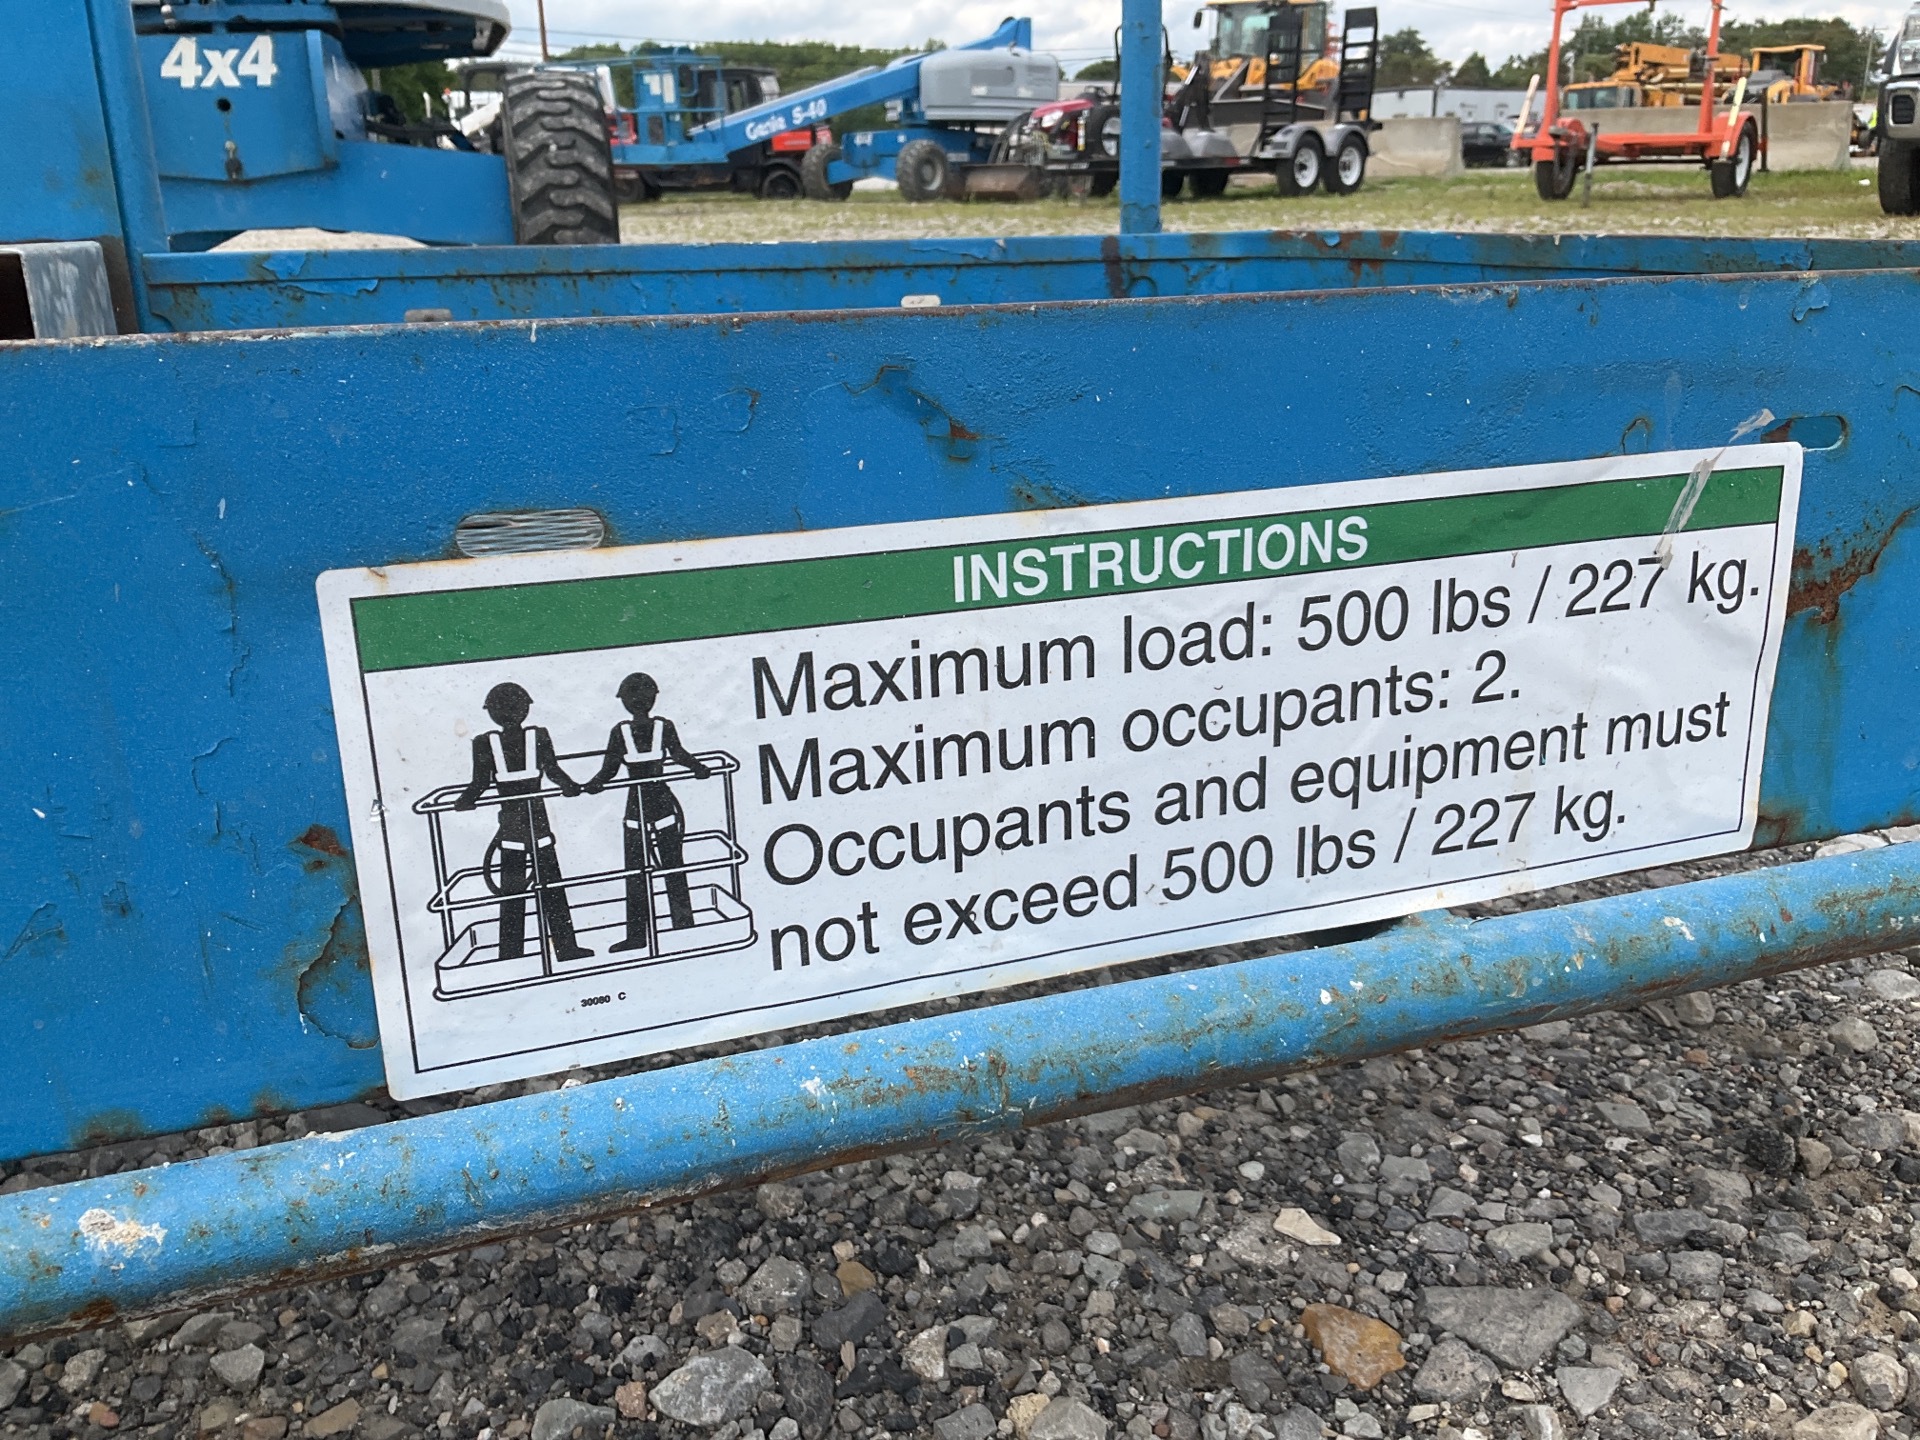 4x4
Genie S-40
INSTRUCTIONS
Maximum load: 500 lbs / 227 kg.
Maximum occupants: 2.
Occupants and equipment must
not exceed 500 lbs / 227 kg.
30080 C